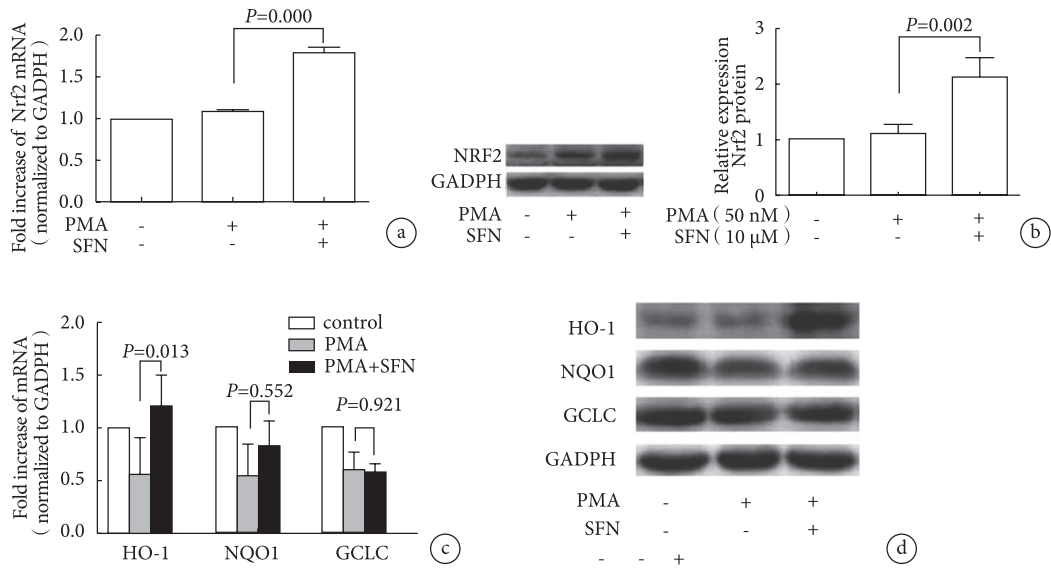 P=0.000
Fold increase of Nrf2 mRNA
( normalized to GADPH )
2.0
1.5
1.0
0.5
0.0
PMA - + +
SFN - - +
a
NRF2
GADPH
PMA - + +
SFN - - +
P=0.002
Relative expression
Nrf2 protein
3
2
1
0
PMA ( 50 nM ) - + +
SFN ( 10 μM ) - - +
b
Fold increase of mRNA
( normalized to GADPH )
2.0
1.5
1.0
0.5
0.0
control
PMA
PMA+SFN
P=0.013
P=0.552
P=0.921
HO-1 NQO1 GCLC
c
HO-1
NQO1
GCLC
GADPH
PMA - + +
SFN - +
- - +
d